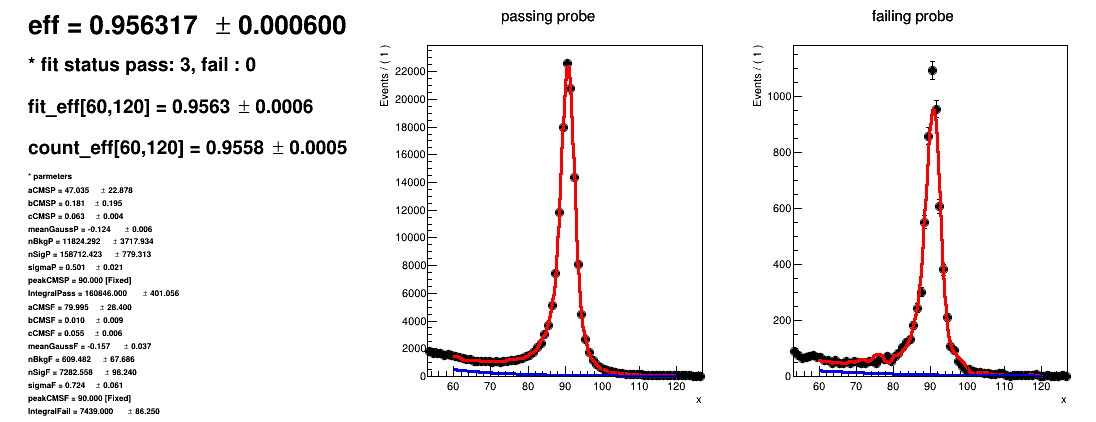 eff = 0.956317 ± 0.000600
* fit status pass: 3, fail : 0
fit_eff[60,120] = 0.9563 ± 0.0006
count_eff[60,120] = 0.9558 ± 0.0005
* parmeters
aCMSP = 47.035 ± 22.878
bCMSP = 0.181 ± 0.195
cCMSP = 0.063 ± 0.004
meanGaussP = -0.124 ± 0.006
nBkgP = 11824.292 ± 3717.934
nSigP = 158712.423 ± 779.313
sigmaP = 0.501 ± 0.021
peakCMSP = 90.000 [Fixed]
IntegralPass = 160846.000 ± 401.056
aCMSF = 79.995 ± 28.400
bCMSF = 0.010 ± 0.009
cCMSF = 0.055 ± 0.006
meanGaussF = -0.157 ± 0.037
nBkgF = 609.482 ± 67.686
nSigF = 7282.558 ± 98.240
sigmaF = 0.724 ± 0.061
peakCMSF = 90.000 [Fixed]
IntegralFail = 7439.000 ± 86.250
passing probe
Events / ( 1 )
22000
20000
18000
16000
14000
12000
10000
8000
6000
4000
2000
0
60 70 80 90 100 110 120
x
failing probe
Events / ( 1 )
1000
800
600
400
200
0
60 70 80 90 100 110 120
x